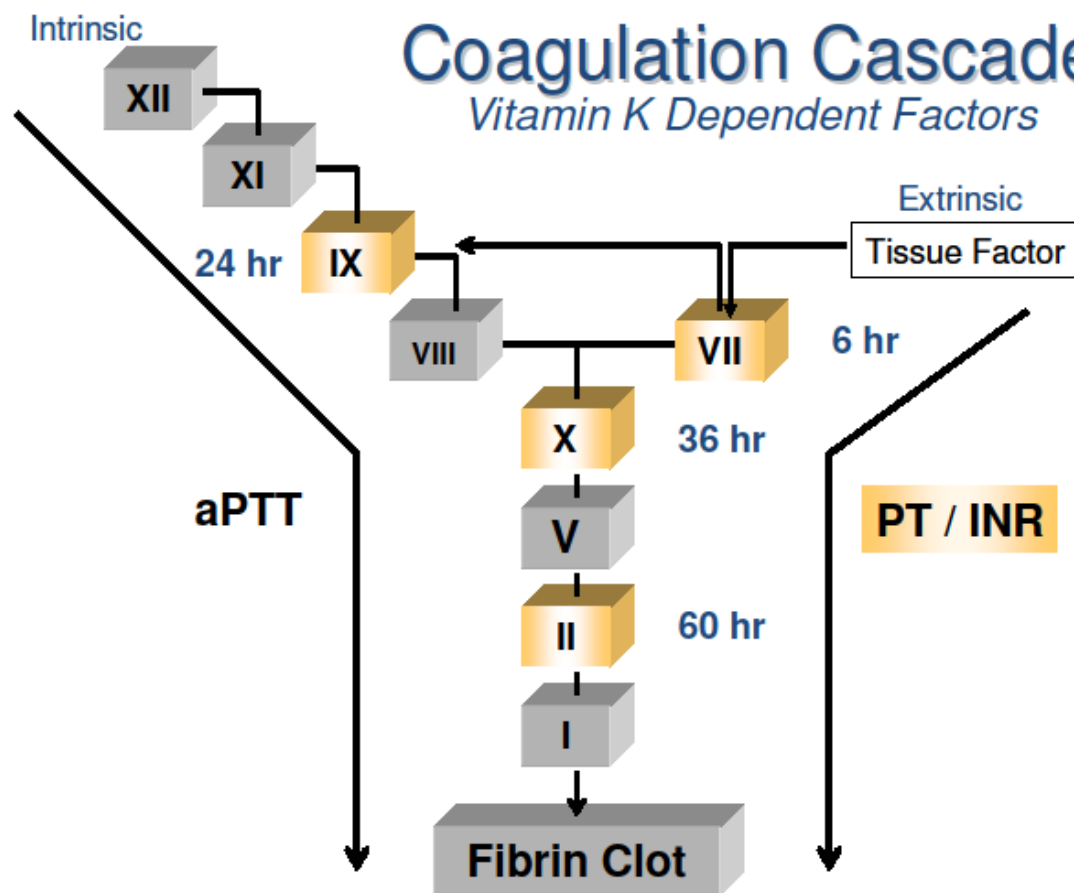 Intrinsic
Coagulation Cascade
Vitamin K Dependent Factors
XII
XI
Extrinsic
Tissue Factor
24 hr
IX
VIII
VII
6 hr
X
36 hr
aPTT
V
PT / INR
II
60 hr
I
Fibrin Clot